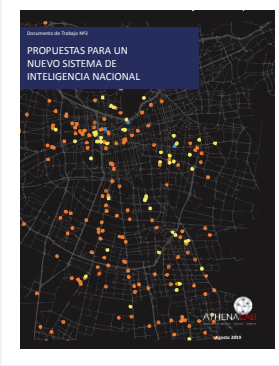 Documento de Trabajo Nº3
PROPUESTAS PARA UN
NUEVO SISTEMA DE
INTELIGENCIA NACIONAL
ATHENALAB
Agosto 2019